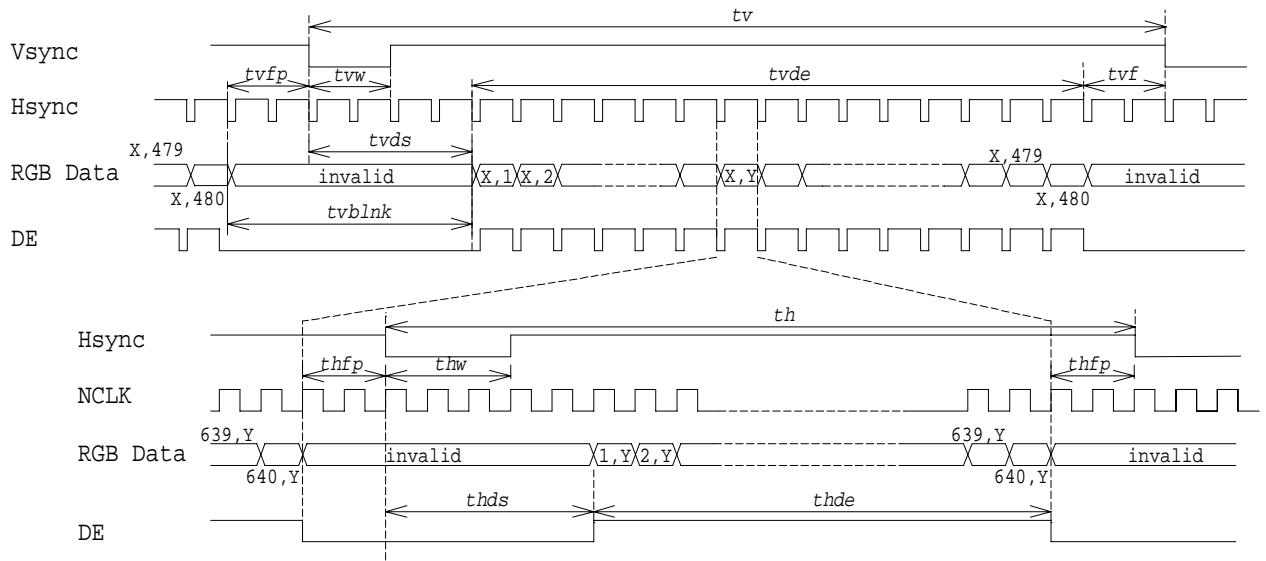 tv
Vsync
tvfp tvw tvde tvf
Hsync
tvds
X,479 X,479
RGB Data invalid X,1 X,2 X,Y invalid
X,480 X,480
tvblnk
DE
th
Hsync
thfp thw thfp
NCLK
639,Y 639,Y
RGB Data invalid 1,Y 2,Y invalid
640,Y 640,Y
thds thde
DE